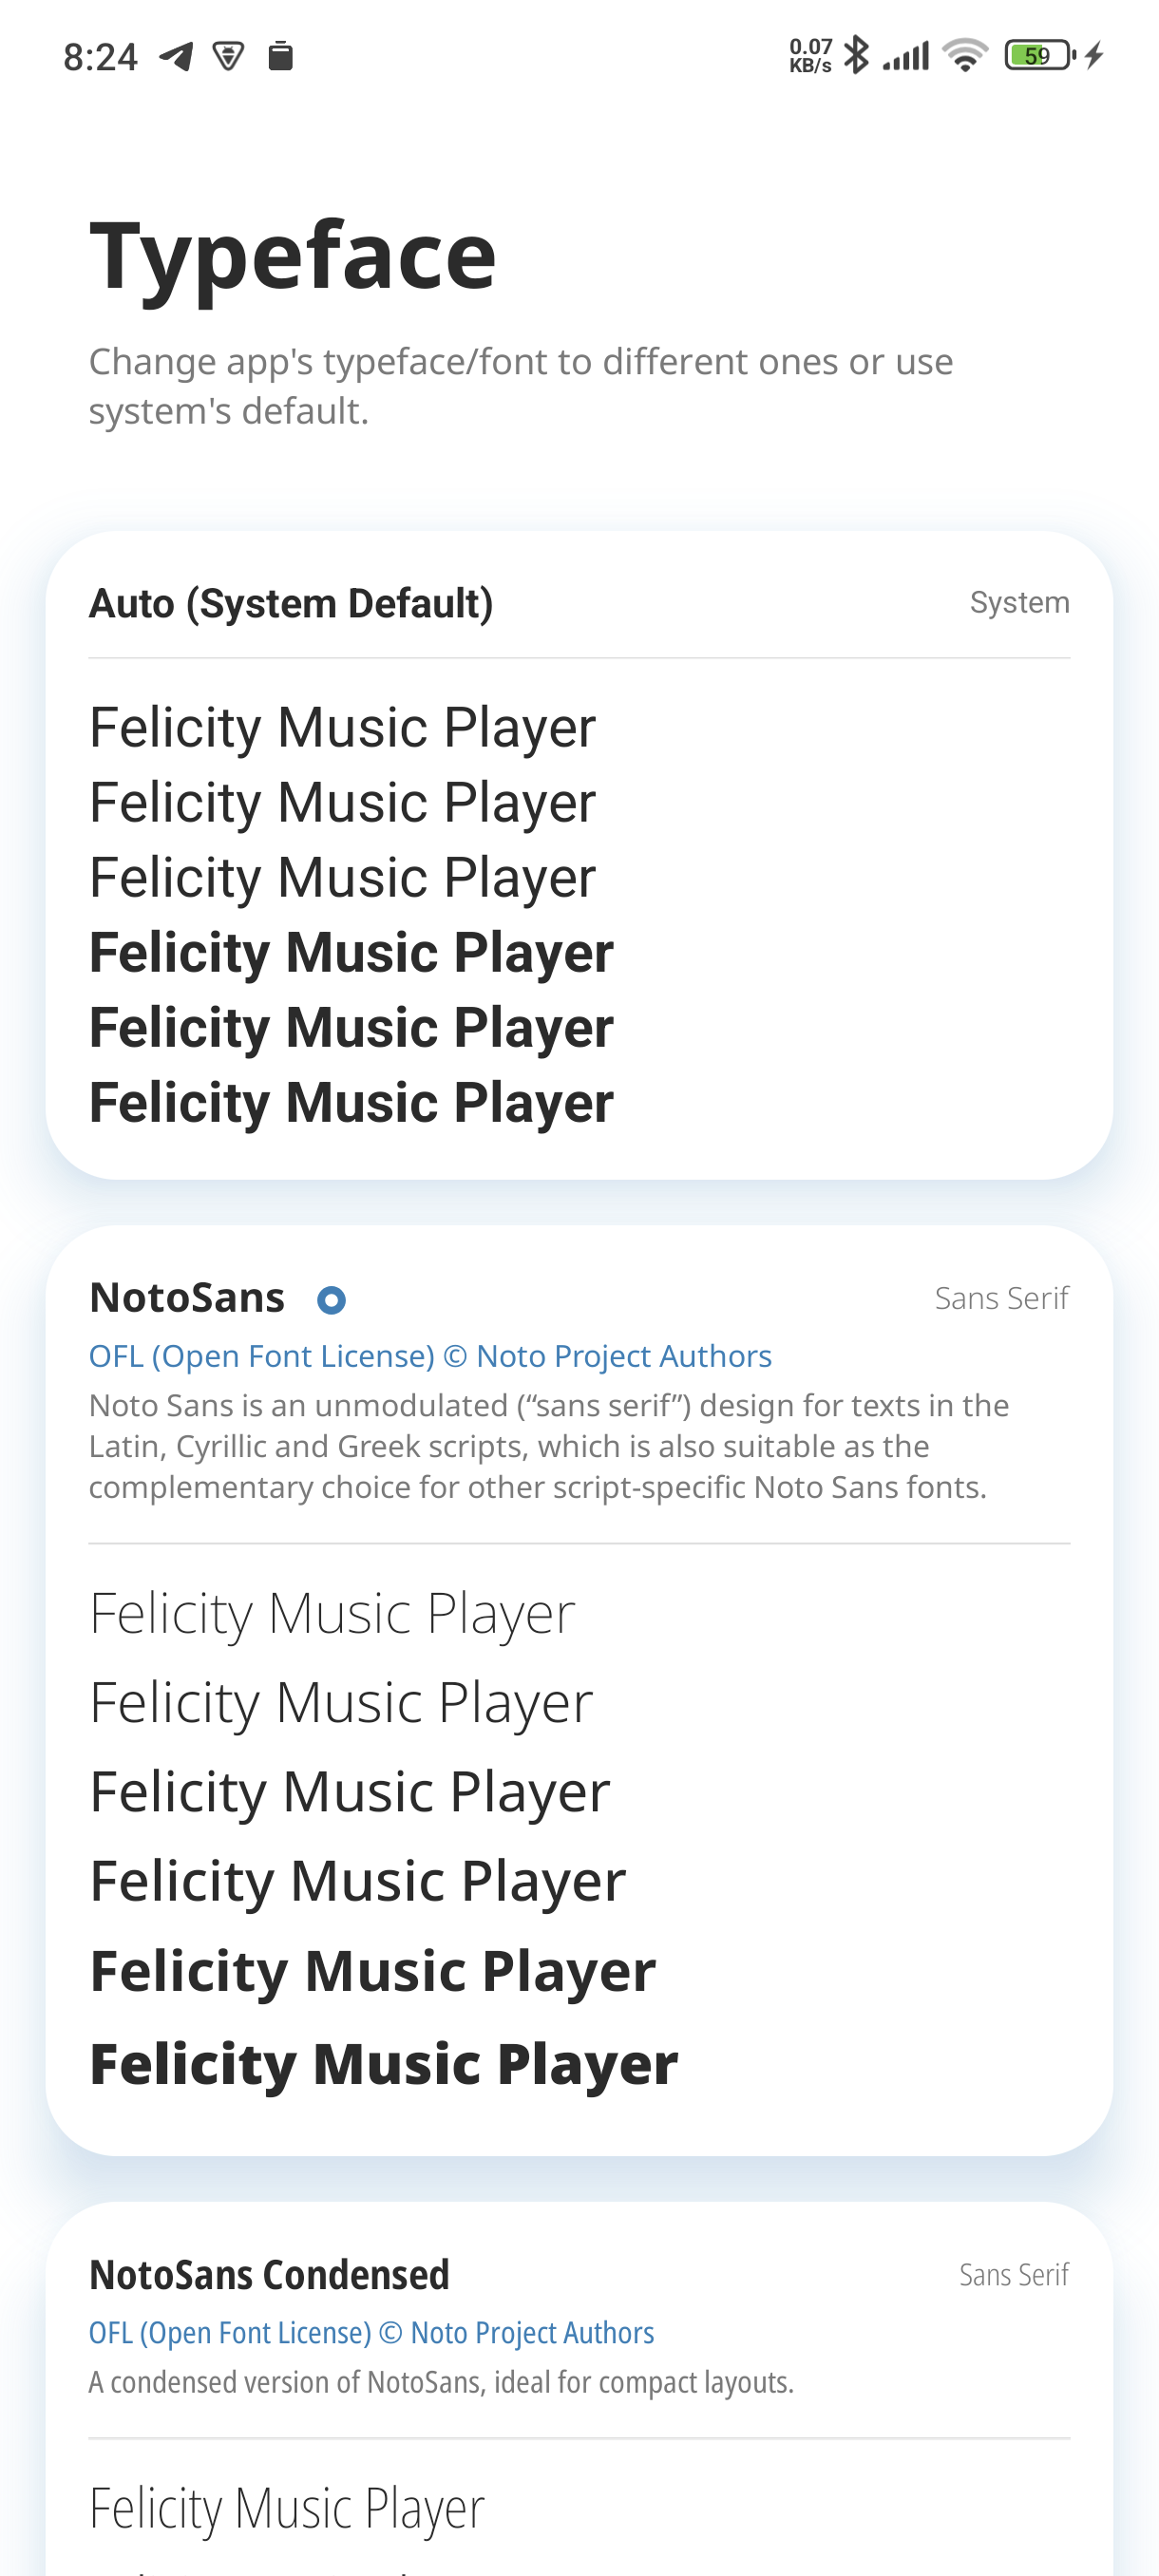 8:24
0.07
KB/s
59
Typeface
Change app's typeface/font to different ones or use
system's default.
Auto (System Default)
System
Felicity Music Player
Felicity Music Player
Felicity Music Player
Felicity Music Player
Felicity Music Player
Felicity Music Player
NotoSans
Sans Serif
OFL (Open Font License) © Noto Project Authors
Noto Sans is an unmodulated (“sans serif”) design for texts in the
Latin, Cyrillic and Greek scripts, which is also suitable as the
complementary choice for other script-specific Noto Sans fonts.
Felicity Music Player
Felicity Music Player
Felicity Music Player
Felicity Music Player
Felicity Music Player
Felicity Music Player
NotoSans Condensed
Sans Serif
OFL (Open Font License) © Noto Project Authors
A condensed version of NotoSans, ideal for compact layouts.
Felicity Music Player